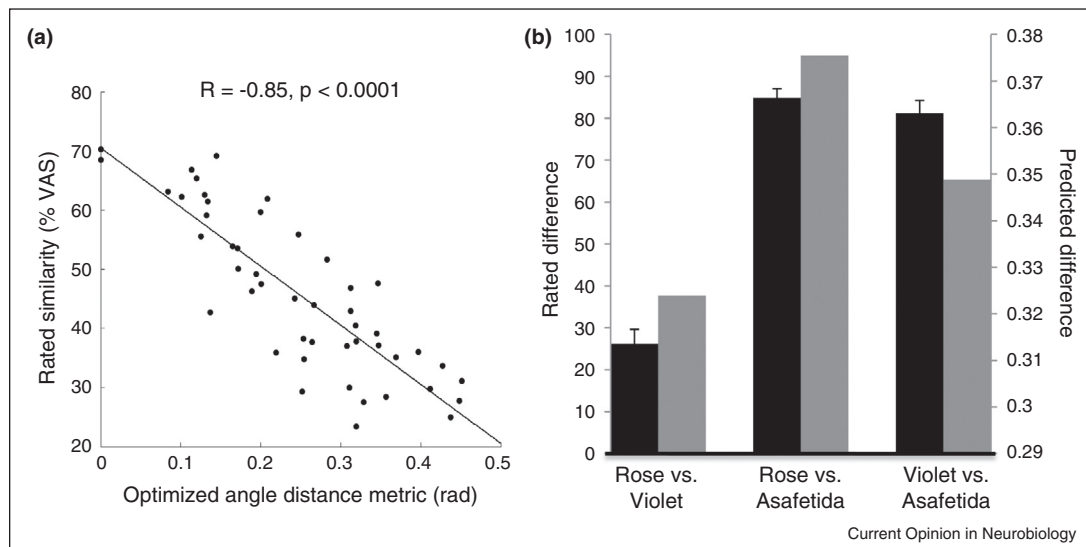 (a)
R = -0.85, p < 0.0001
Rated similarity (% VAS)
80
70
60
50
40
30
20
0
0.1
0.2
0.3
0.4
0.5
Optimized angle distance metric (rad)
(b)
Rated difference
100
90
80
70
60
50
40
30
20
10
0
0.38
0.37
0.36
0.35
0.34
0.33
0.32
0.31
0.3
0.29
Predicted difference
Rose vs.
Violet
Rose vs.
Asafetida
Violet vs.
Asafetida
Current Opinion in Neurobiology